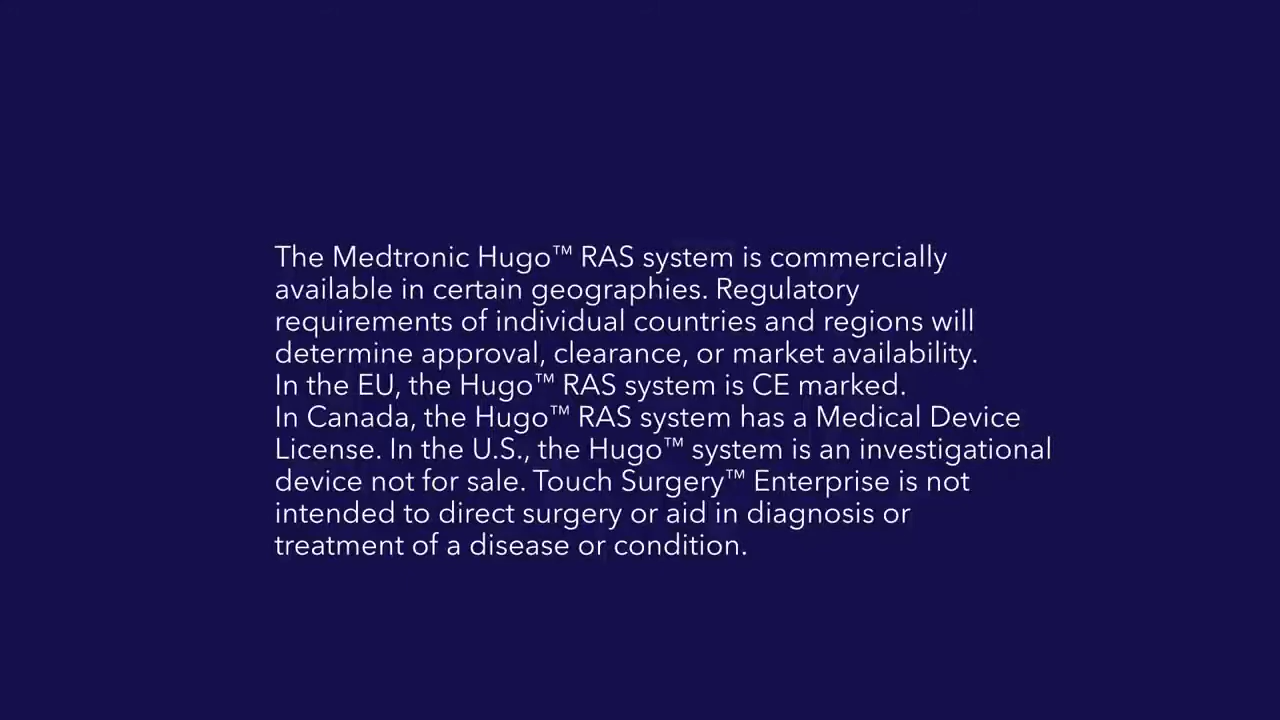 The Medtronic Hugo™ RAS system is commercially
available in certain geographies. Regulatory
requirements of individual countries and regions will
determine approval, clearance, or market availability.
In the EU, the Hugo™ RAS system is CE marked.
In Canada, the Hugo™ RAS system has a Medical Device
License. In the U.S., the Hugo™ system is an investigational
device not for sale. Touch Surgery™ Enterprise is not
intended to direct surgery or aid in diagnosis or
treatment of a disease or condition.